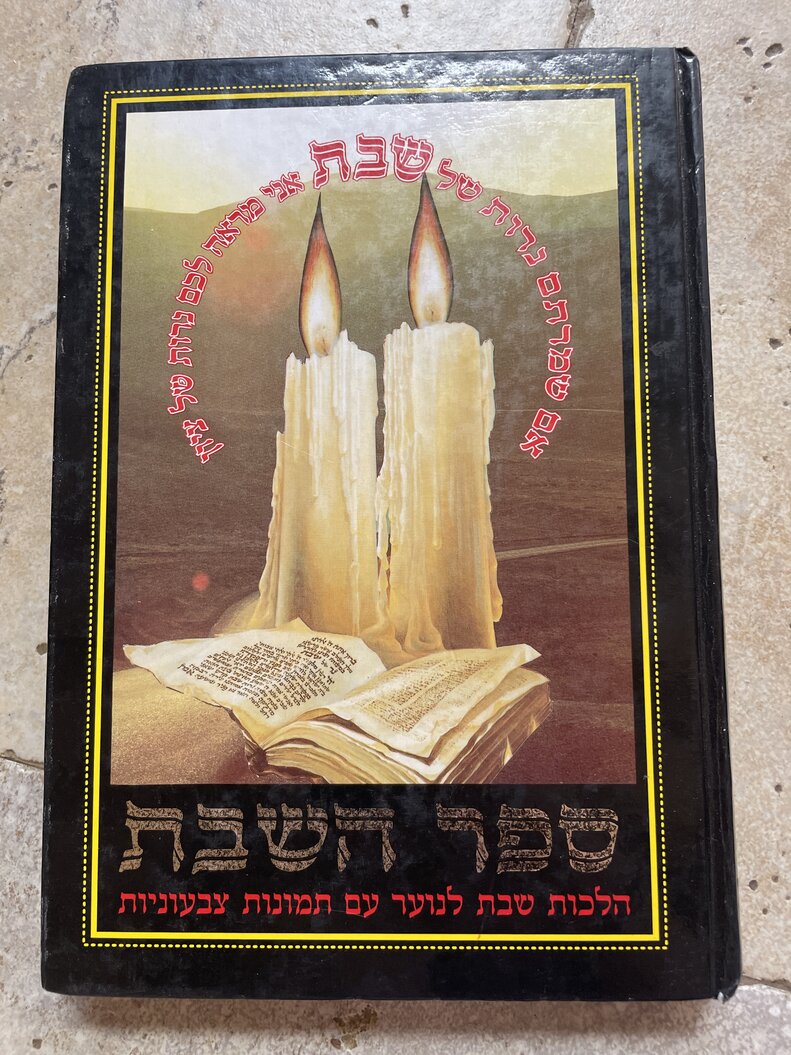 אם שמרתם נרות של שבת אני מראה לכם נרות של ציון
ספר השבת
הלכות שבת לנוער עם תמונות צבעוניות